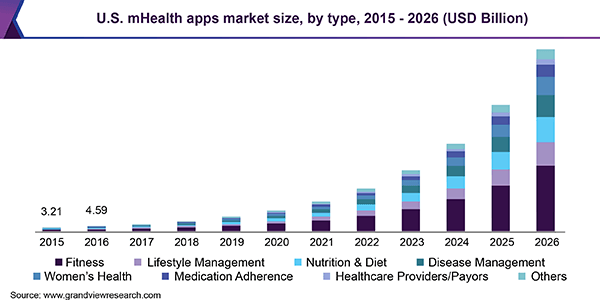 U.S. mHealth apps market size, by type, 2015 - 2026 (USD Billion)
3.21 4.59
2015 2016 2017 2018 2019 2020 2021 2022 2023 2024 2025 2026
Fitness Lifestyle Management Nutrition & Diet Disease Management
Women's Health Medication Adherence Healthcare Providers/Payors Others
Source: www.grandviewresearch.com